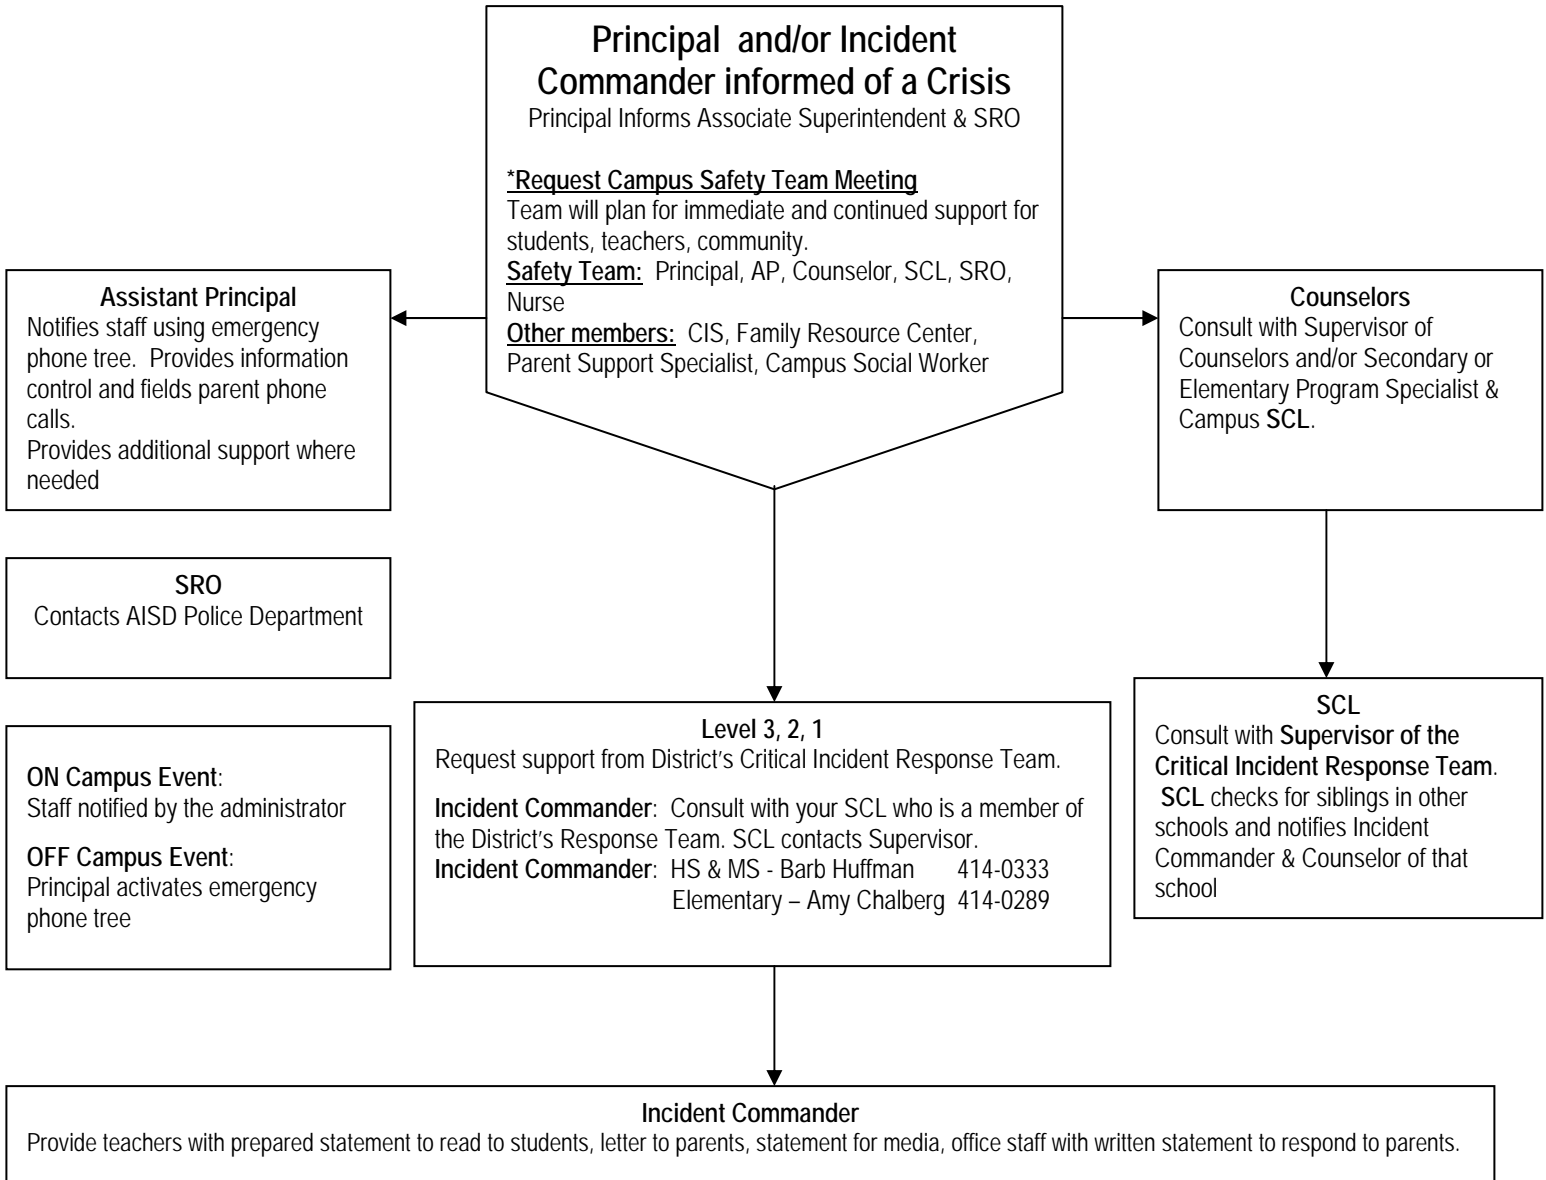 Principal and/or Incident
Commander informed of a Crisis
Principal Informs Associate Superintendent & SRO
*Request Campus Safety Team Meeting
Team will plan for immediate and continued support for
students, teachers, community.
Safety Team: Principal, AP, Counselor, SCL, SRO,
Nurse
Other members: CIS, Family Resource Center,
Parent Support Specialist, Campus Social Worker
Assistant Principal
Notifies staff using emergency
phone tree. Provides information
control and fields parent phone
calls.
Provides additional support where
needed
Counselors
Consult with Supervisor of
Counselors and/or Secondary or
Elementary Program Specialist &
Campus SCL.
SRO
Contacts AISD Police Department
ON Campus Event:
Staff notified by the administrator
OFF Campus Event:
Principal activates emergency
phone tree
Level 3, 2, 1
Request support from District's Critical Incident Response Team.
Incident Commander: Consult with your SCL who is a member of
the District's Response Team. SCL contacts Supervisor.
Incident Commander: HS & MS - Barb Huffman 414-0333
Elementary – Amy Chalberg 414-0289
SCL
Consult with Supervisor of the
Critical Incident Response Team.
SCL checks for siblings in other
schools and notifies Incident
Commander & Counselor of that
school
Incident Commander
Provide teachers with prepared statement to read to students, letter to parents, statement for media, office staff with written statement to respond to parents.